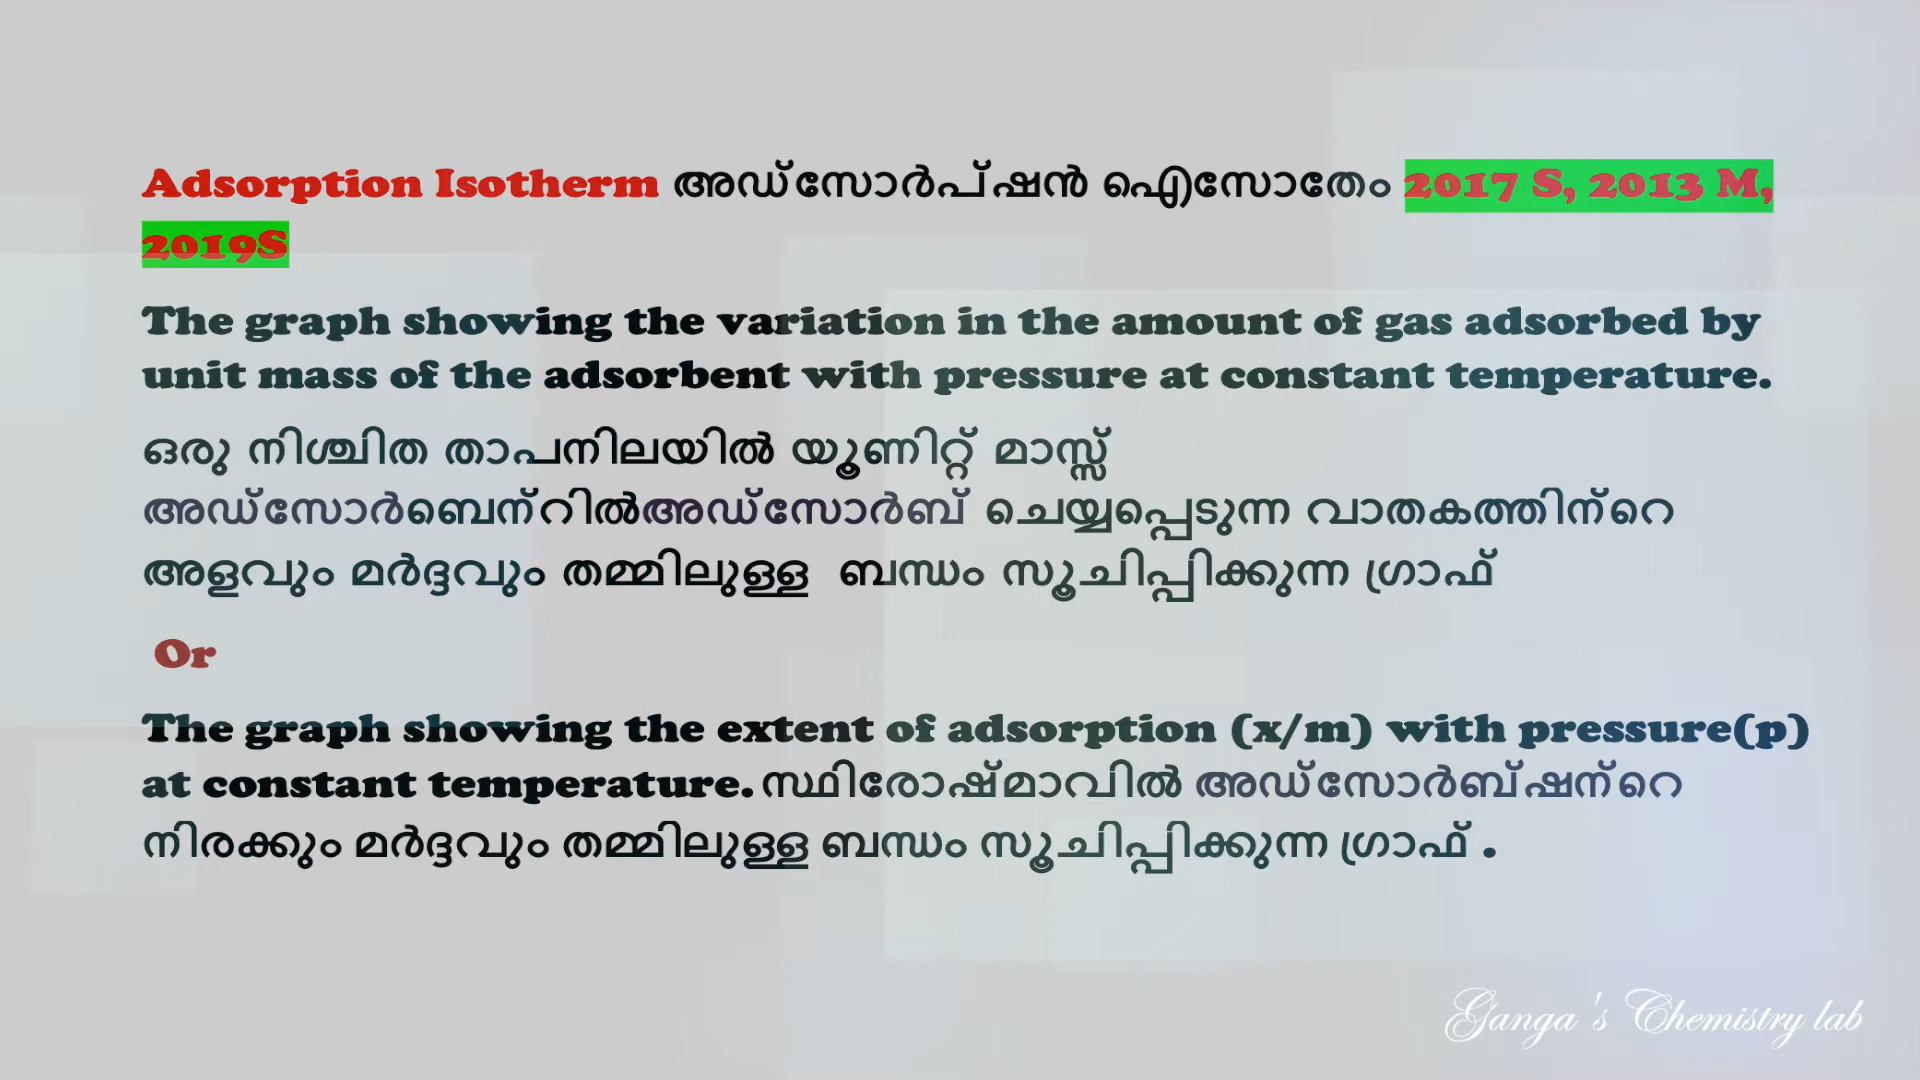 Adsorption Isotherm അഡ്സോർപ്ഷൻ ഐസോതേം 2017 S, 2013 M,
2019S
The graph showing the variation in the amount of gas adsorbed by
unit mass of the adsorbent with pressure at constant temperature.
ഒരു നിശ്ചിത താപനിലയിൽ യൂണിറ്റ് മാസ്സ്
അഡ്സോർബെന്റിൽഅഡ്സോർബ് ചെയ്യപ്പെടുന്ന വാതകത്തിന്റെ
അളവും മർദ്ദവും തമ്മിലുള്ള ബന്ധം സൂചിപ്പിക്കുന്ന ഗ്രാഫ്
Or
The graph showing the extent of adsorption (x/m) with pressure(p)
at constant temperature.സ്ഥിരോഷ്മാവിൽ അഡ്സോർബ്ഷന്റെ
നിരക്കും മർദ്ദവും തമ്മിലുള്ള ബന്ധം സൂചിപ്പിക്കുന്ന ഗ്രാഫ് .
Ganga 's Chemistry lab